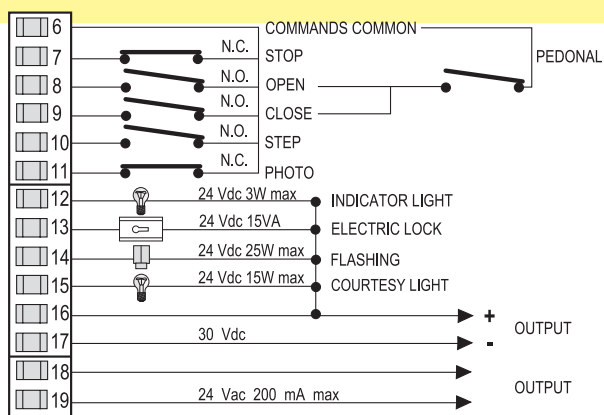 6 COMMANDS COMMON
7 N.C. STOP PEDONAL
8 N.O. OPEN
9 N.O. CLOSE
10 N.O. STEP
11 N.C. PHOTO
12 24 Vdc 3W max INDICATOR LIGHT
13 24 Vdc 15VA ELECTRIC LOCK
14 24 Vdc 25W max FLASHING
15 24 Vdc 15W max COURTESY LIGHT
16 +
OUTPUT
17 30 Vdc -
18
OUTPUT
19 24 Vac 200 mA max